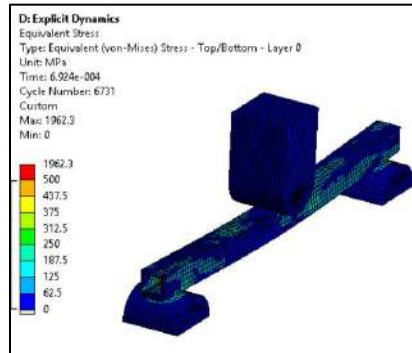 D: Explicit Dynamics
Equivalent Stress
Type: Equivalent (von-Mises) Stress - Top/Bottom - Layer 0
Unit: MPa
Time: 6.924e-004
Cycle Number: 6731
Custom
Max: 1962.3
Min: 0
1962.3
500
437.5
375
312.5
250
187.5
125
62.5
0